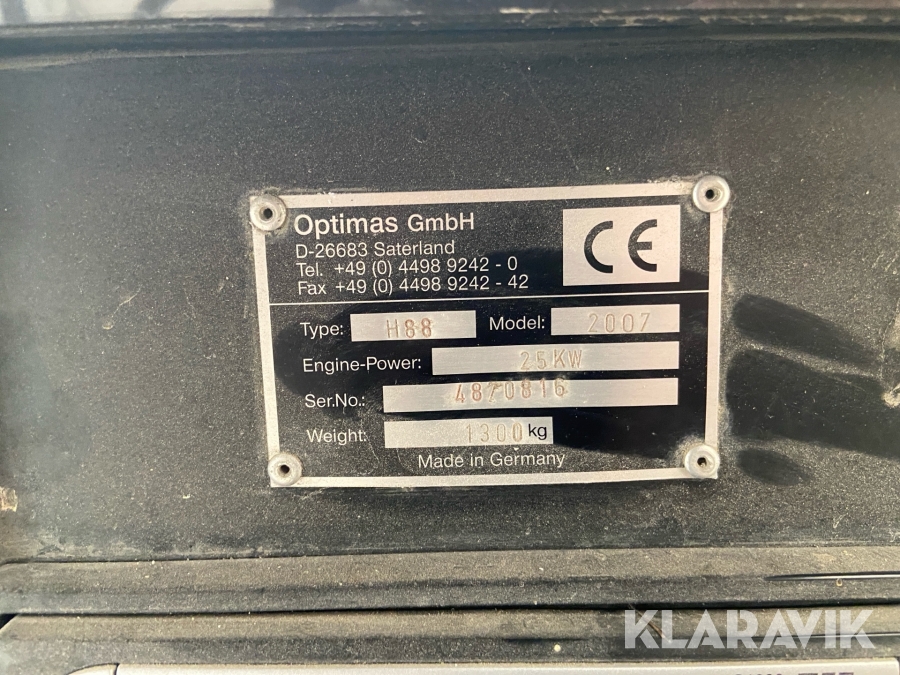 Optimas GmbH
D-26683 Saterland
Tel. +49 (0) 4498 9242 - 0
Fax +49 (0) 4498 9242 - 42
CE
Type: H88 Model: 2007
Engine-Power: 25KW
Ser.No.: 4870816
Weight: 1300 kg
Made in Germany
KLARAVIK